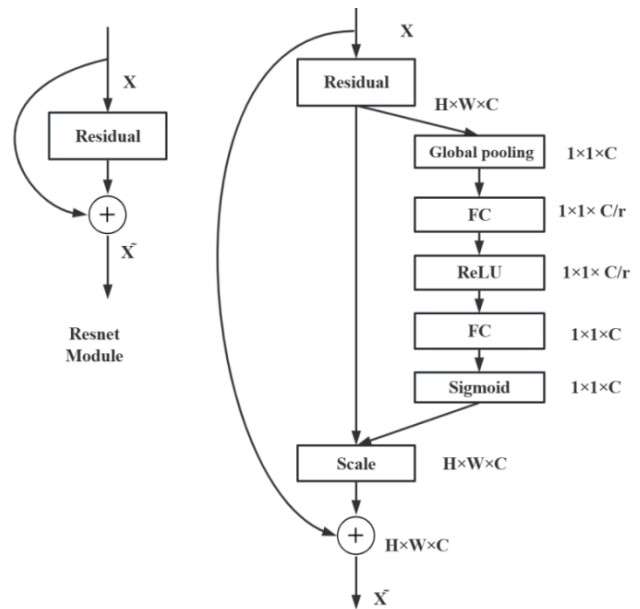 X
Residual
+
X̃
Resnet
Module
X
Residual
H×W×C
Global pooling
1×1×C
FC
1×1× C/r
ReLU
1×1× C/r
FC
1×1×C
Sigmoid
1×1×C
Scale
H×W×C
+
H×W×C
X̃